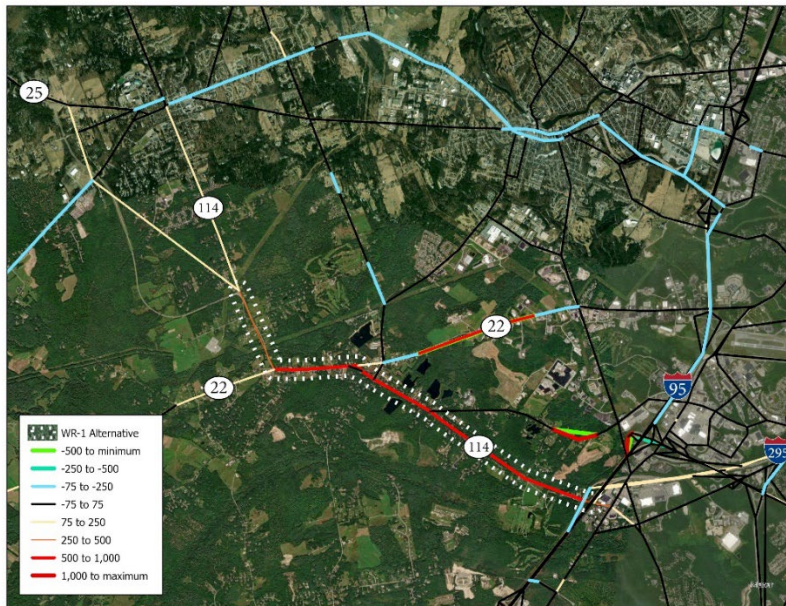 25
114
22
22
114
95
295
WR-1 Alternative
-500 to minimum
-250 to -500
-75 to -250
-75 to 75
75 to 250
250 to 500
500 to 1,000
1,000 to maximum